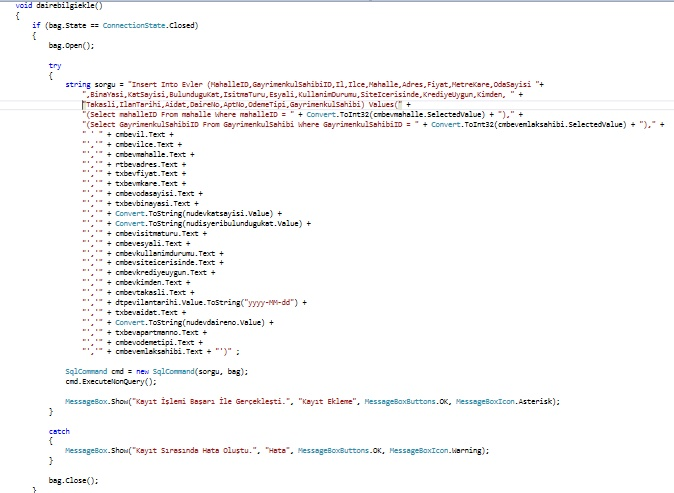 void dairebilgiekle()
{
if (bag.State == ConnectionState.Closed)
{
bag.Open();
try
{
string sorgu = "Insert Into Evler (MahalleID,GayrimenkulSahibiID,Il,Ilce,Mahalle,Adres,Fiyat,MetreKare,OdaSayisi "+
",BinaYasi,KatSayisi,BulunduguKat,IsitmaTuru,Esyali,KullanimDurumu,SiteIcerisinde,KrediyeUygun,Kimden, " +
"Takasli,IlanTarihi,Aidat,DaireNo,AptNo,OdemeTipi,GayrimenkulSahibi) Values(" +
"(Select mahalleID From mahalle Where mahalleID = " + Convert.ToInt32(cmbevmahalle.SelectedValue) + ")," +
"(Select GayrimenkulSahibiID From GayrimenkulSahibi Where GayrimenkulSahibiID = " + Convert.ToInt32(cmbevemlaksahibi.SelectedValue) + ")," +
" ' " + cmbevil.Text +
"','" + cmbevilce.Text +
"','" + cmbevmahalle.Text +
"','" + rtbevadres.Text +
"','" + txbevfiyat.Text +
"','" + txbevmkare.Text +
"','" + cmbevodasayisi.Text +
"','" + txbevbinayasi.Text +
"','" + Convert.ToString(nudevkatsayisi.Value) +
"','" + Convert.ToString(nudisyeribulundugukat.Value) +
"','" + cmbevisitmaturu.Text +
"','" + cmbevesyali.Text +
"','" + cmbevkullanimdurumu.Text +
"','" + cmbevsiteicerisinde.Text +
"','" + cmbevkrediyeuygun.Text +
"','" + cmbevkimden.Text +
"','" + cmbevtakasli.Text +
"','" + dtpevilantarihi.Value.ToString("yyyy-MM-dd") +
"','" + txbevaidat.Text +
"','" + Convert.ToString(nudevdaireno.Value) +
"','" + txbevapartmanno.Text +
"','" + cmbevodemetipi.Text +
"','" + cmbevemlaksahibi.Text + "')" ;
SqlCommand cmd = new SqlCommand(sorgu, bag);
cmd.ExecuteNonQuery();
MessageBox.Show("Kayıt İşlemi Başarı İle Gerçekleşti.", "Kayıt Ekleme", MessageBoxButtons.OK, MessageBoxIcon.Asterisk);
}
catch
{
MessageBox.Show("Kayıt Sırasında Hata Oluştu.", "Hata", MessageBoxButtons.OK, MessageBoxIcon.Warning);
}
bag.Close();
}